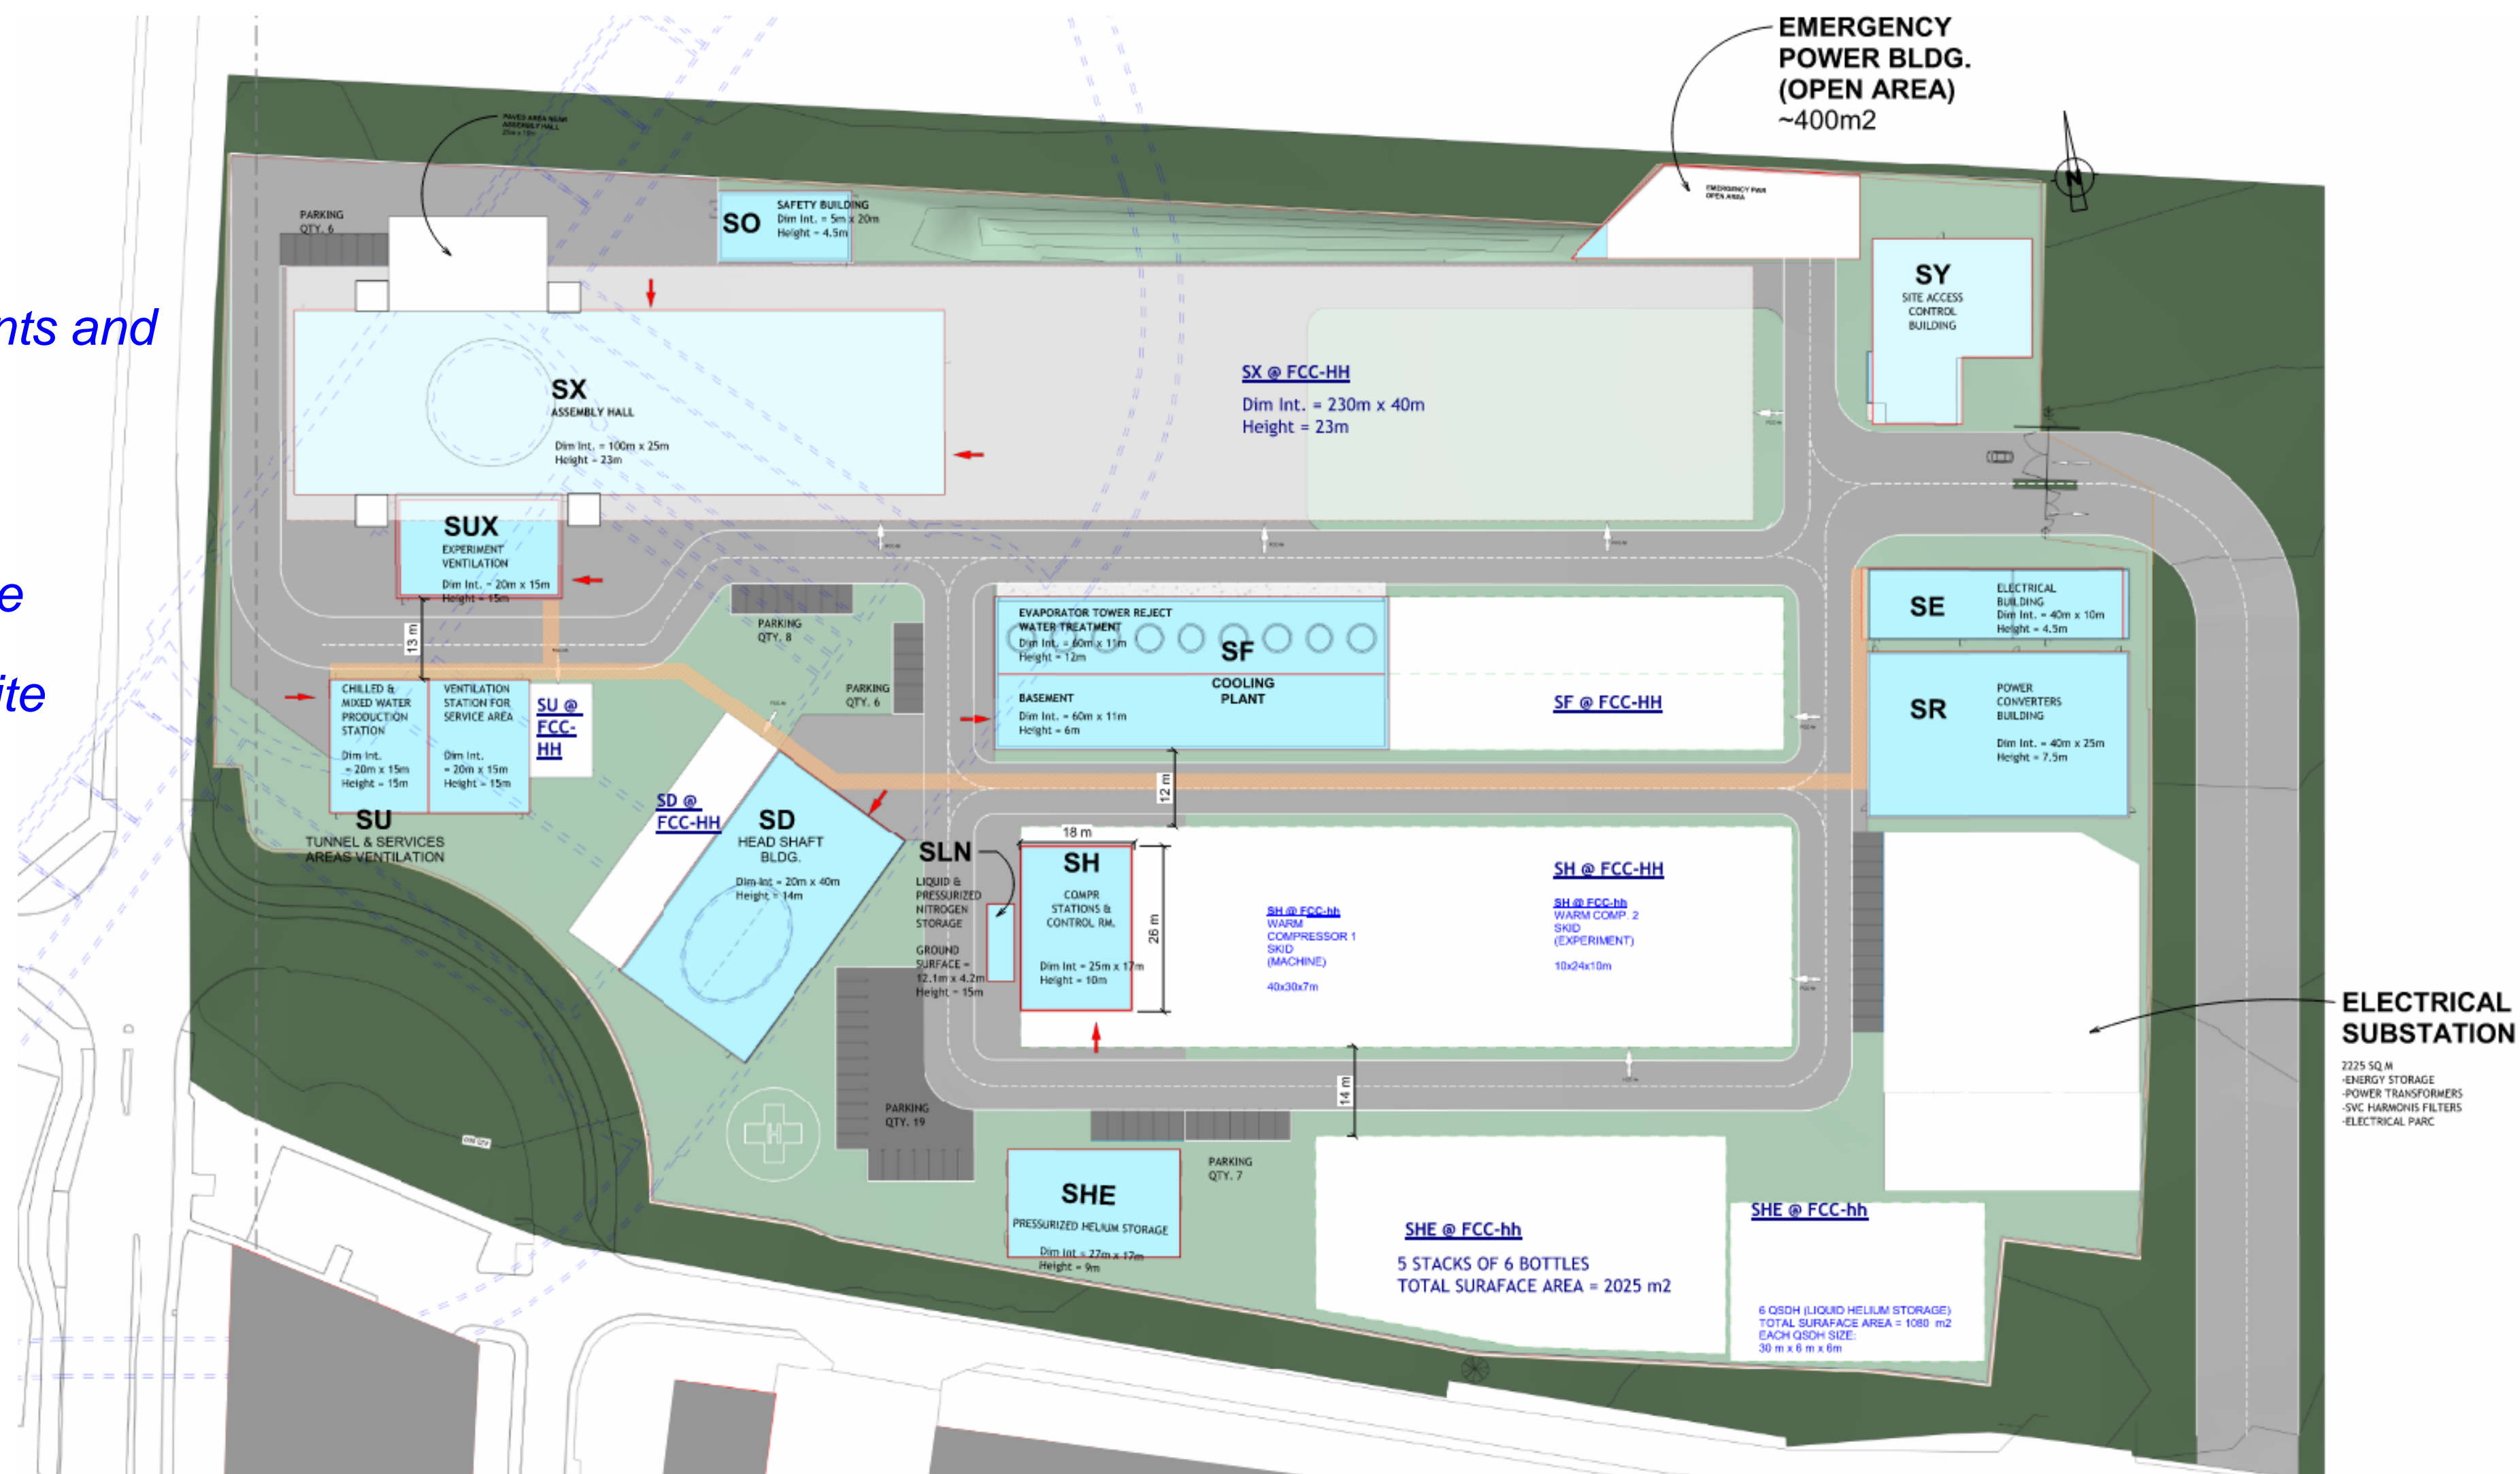 nts and
e
ite
EMERGENCY
POWER BLDG.
(OPEN AREA)
~400m2
PAVED AREA NEAR
ASSEMBLY HALL
N
EMERGENCY PWR
OPEN AREA
PARKING
QTY. 6
SO
SAFETY BUILDING
Dim Int. = 5m x 20m
Height = 4.5m
SY
SITE ACCESS
CONTROL
BUILDING
SX
ASSEMBLY HALL
Dim Int. = 100m x 25m
Height = 23m
SX @ FCC-HH
Dim Int. = 230m x 40m
Height = 23m
SUX
EXPERIMENT
VENTILATION
Dim Int. = 20m x 15m
Height = 15m
13 m
PARKING
QTY. 8
PARKING
QTY. 6
EVAPORATOR TOWER REJECT
WATER TREATMENT
Dim Int. = 60m x 11m
Height = 12m
SF
COOLING
PLANT
BASEMENT
Dim Int. = 60m x 11m
Height = 6m
SF @ FCC-HH
SE
ELECTRICAL
BUILDING
Dim Int. = 40m x 10m
Height = 4.5m
SR
POWER
CONVERTERS
BUILDING
Dim Int. = 40m x 25m
Height = 7.5m
CHILLED &
MIXED WATER
PRODUCTION
STATION
Dim Int.
= 20m x 15m
Height = 15m
VENTILATION
STATION FOR
SERVICE AREA
Dim Int.
= 20m x 15m
Height = 15m
SU @
FCC-
HH
SU
TUNNEL & SERVICES
AREAS VENTILATION
SD @
FCC-HH
SD
HEAD SHAFT
BLDG.
Dim Int = 20m x 40m
Height = 14m
12 m
SLN
LIQUID &
PRESSURIZED
NITROGEN
STORAGE
GROUND
SURFACE =
12.1m x 4.2m
Height = 15m
18 m
SH
COMPR
STATIONS &
CONTROL RM.
Dim Int = 25m x 17m
Height = 10m
26 m
SH @ FCC-hh
WARM
COMPRESSOR 1
SKID
(MACHINE)
40x30x7m
SH @ FCC-HH
SH @ FCC-hh
WARM COMP. 2
SKID
(EXPERIMENT)
10x24x10m
ELECTRICAL
SUBSTATION
2225 SQ M
-ENERGY STORAGE
-POWER TRANSFORMERS
-SVC HARMONIS FILTERS
-ELECTRICAL PARC
14 m
PARKING
QTY. 19
H
PARKING
QTY. 7
SHE
PRESSURIZED HELIUM STORAGE
Dim Int = 27m x 17m
Height = 9m
SHE @ FCC-hh
5 STACKS OF 6 BOTTLES
TOTAL SURAFACE AREA = 2025 m2
SHE @ FCC-hh
6 QSDH (LIQUID HELIUM STORAGE)
TOTAL SURAFACE AREA = 1080 m2
EACH QSDH SIZE:
30 m x 6 m x 6m